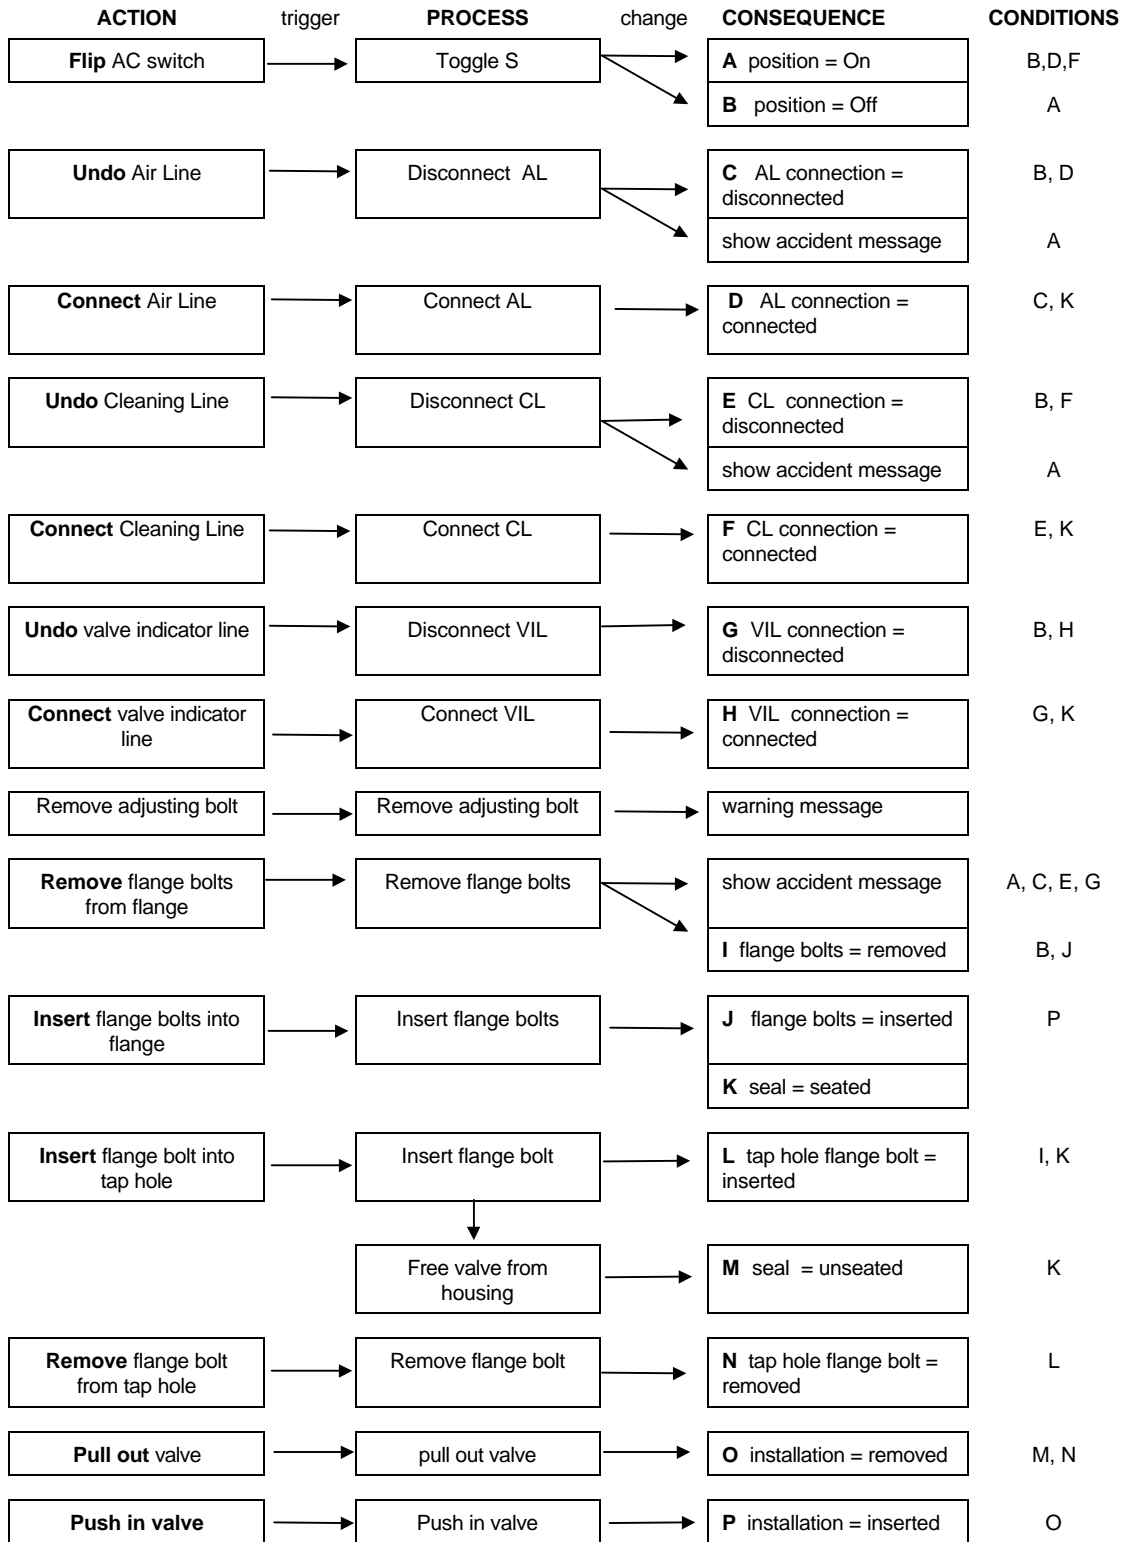 ACTION trigger PROCESS change CONSEQUENCE CONDITIONS
Flip AC switch Toggle S A position = On B,D,F
B position = Off A
Undo Air Line Disconnect AL C AL connection = B, D
disconnected
show accident message A
Connect Air Line Connect AL D AL connection = C, K
connected
Undo Cleaning Line Disconnect CL E CL connection = B, F
disconnected
show accident message A
Connect Cleaning Line Connect CL F CL connection = E, K
connected
Undo valve indicator line Disconnect VIL G VIL connection = B, H
disconnected
Connect valve indicator Connect VIL H VIL connection = G, K
line connected
Remove adjusting bolt Remove adjusting bolt warning message
Remove flange bolts Remove flange bolts show accident message A, C, E, G
from flange
I flange bolts = removed B, J
Insert flange bolts into Insert flange bolts J flange bolts = inserted P
flange
K seal = seated
Insert flange bolt into Insert flange bolt L tap hole flange bolt = I, K
tap hole inserted
Free valve from M seal = unseated K
housing
Remove flange bolt Remove flange bolt N tap hole flange bolt = L
from tap hole removed
Pull out valve pull out valve O installation = removed M, N
Push in valve Push in valve P installation = inserted O